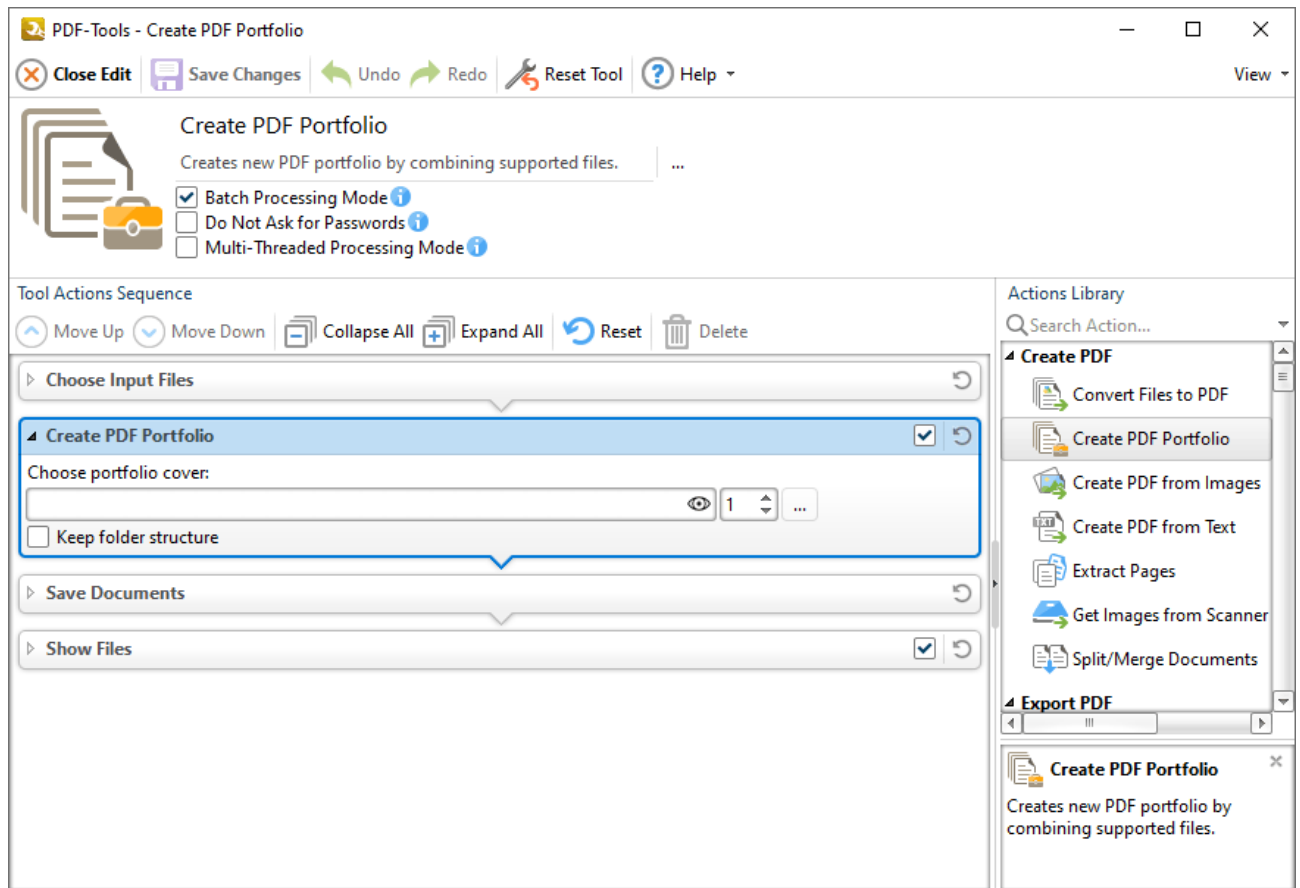 PDF-Tools - Create PDF Portfolio
Close Edit Save Changes Undo Redo Reset Tool Help View
Create PDF Portfolio
Creates new PDF portfolio by combining supported files. ...
Batch Processing Mode
Do Not Ask for Passwords
Multi-Threaded Processing Mode
Tool Actions Sequence
Move Up Move Down Collapse All Expand All Reset Delete
Choose Input Files
Create PDF Portfolio
Choose portfolio cover:
1 ...
Keep folder structure
Save Documents
Show Files
Actions Library
Search Action...
Create PDF
Convert Files to PDF
Create PDF Portfolio
Create PDF from Images
TXT Create PDF from Text
Extract Pages
Get Images from Scanner
Split/Merge Documents
Export PDF
Create PDF Portfolio
Creates new PDF portfolio by
combining supported files.